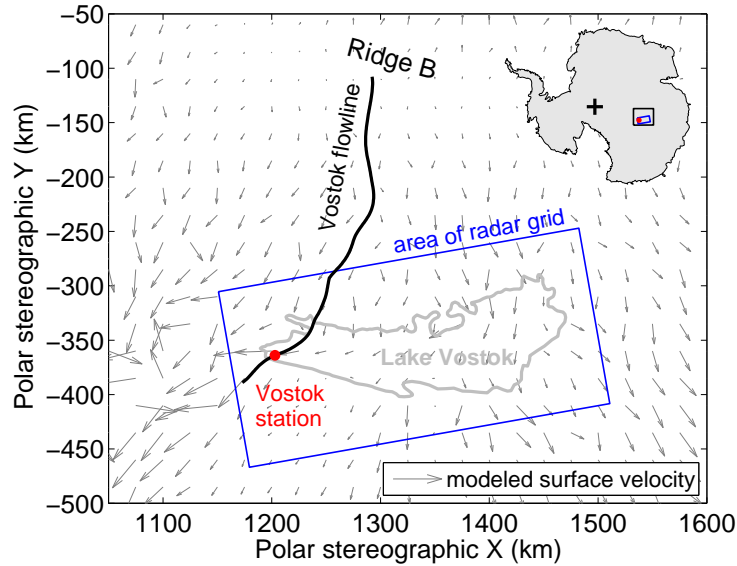 −50
−100
−150
−200
−250
−300
−350
−400
−450
−500
Polar stereographic Y (km)
Ridge B
Vostok flowline
area of radar grid
Lake Vostok
Vostok
station
modeled surface velocity
1100
1200
1300
1400
1500
1600
Polar stereographic X (km)